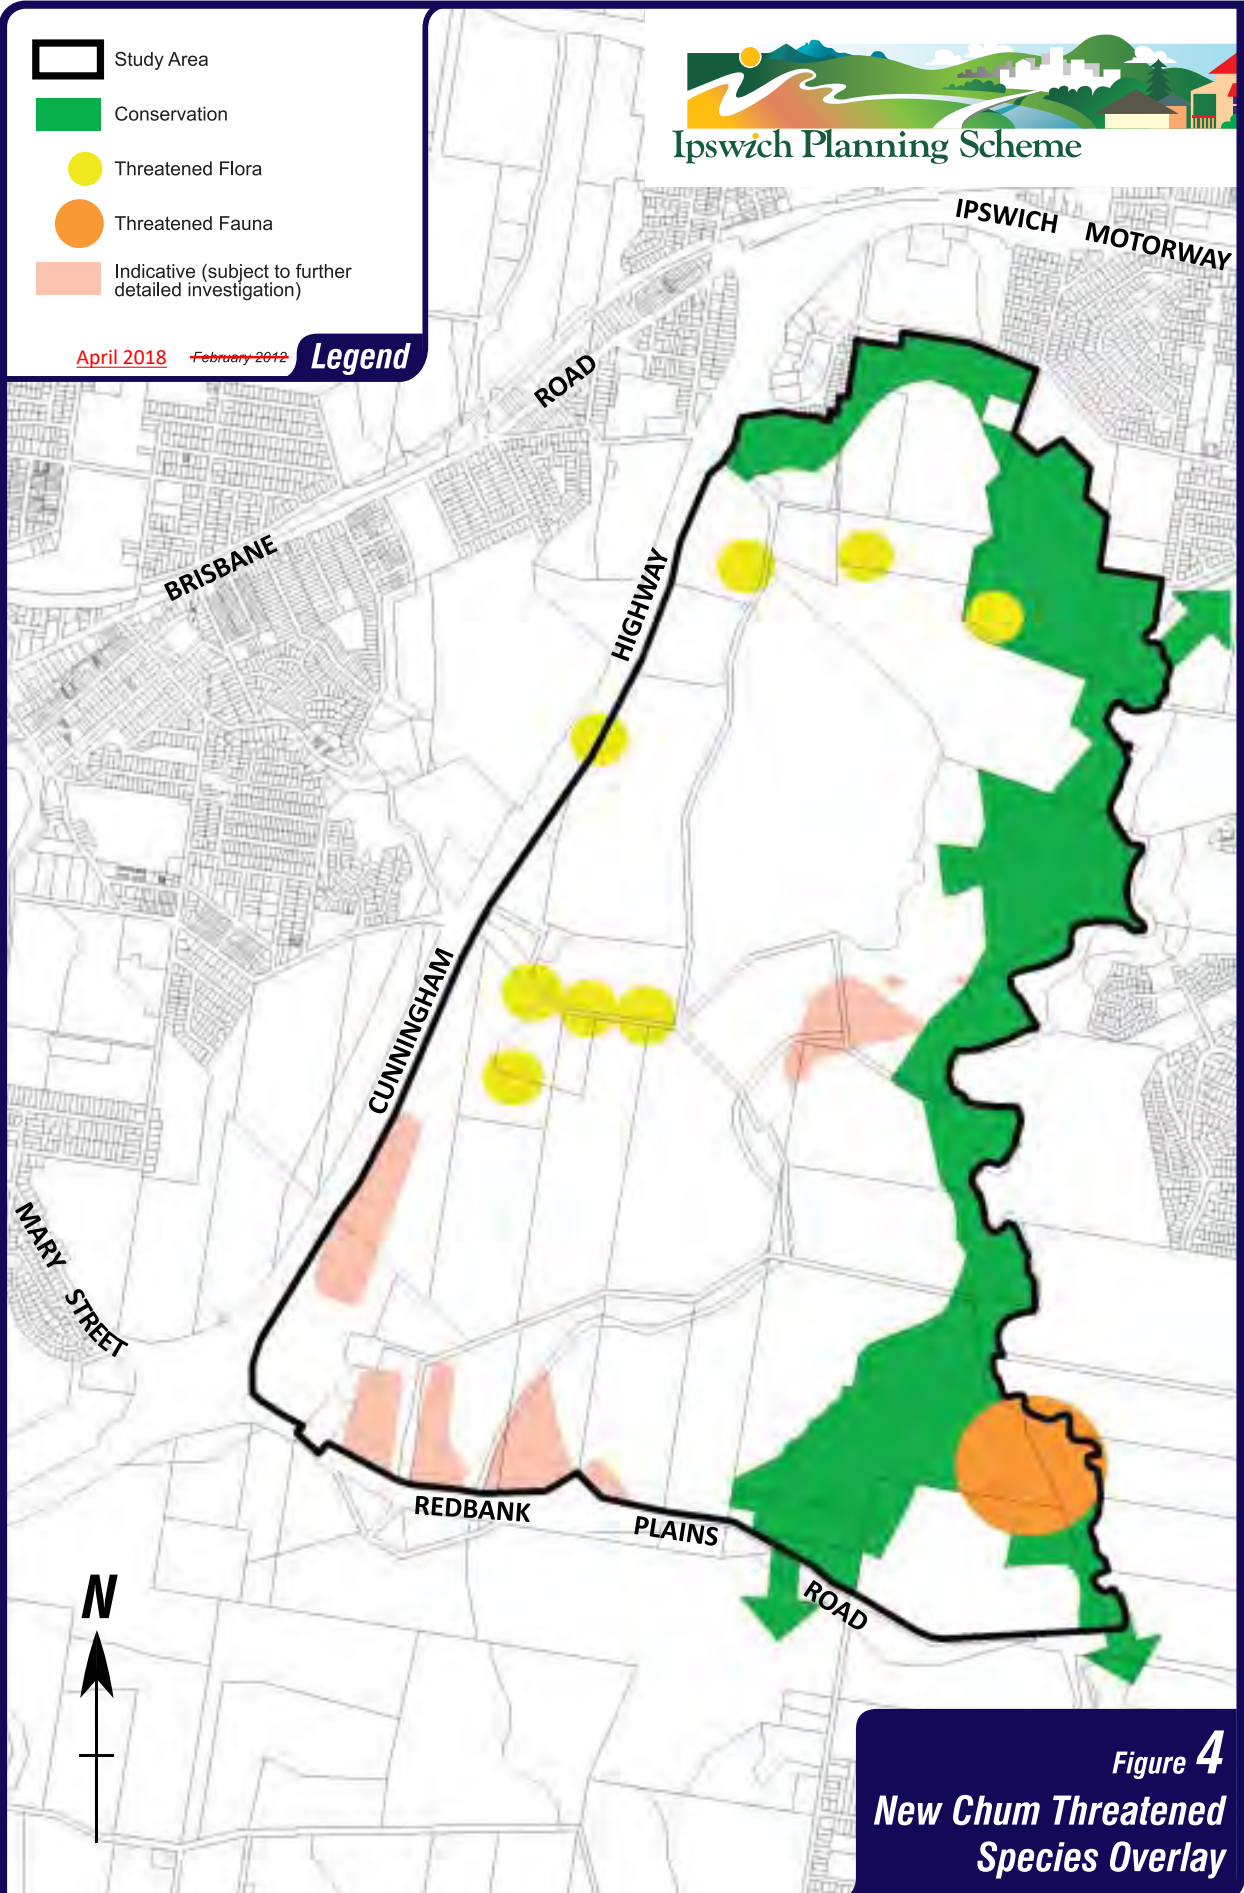 Study Area
Conservation
Threatened Flora
Threatened Fauna
Indicative (subject to further
detailed investigation)
April 2018 February 2012 Legend
Ipswich Planning Scheme
IPSWICH MOTORWAY
BRISBANE ROAD
CUNNINGHAM HIGHWAY
MARY STREET
REDBANK PLAINS ROAD
N
Figure 4
New Chum Threatened
Species Overlay